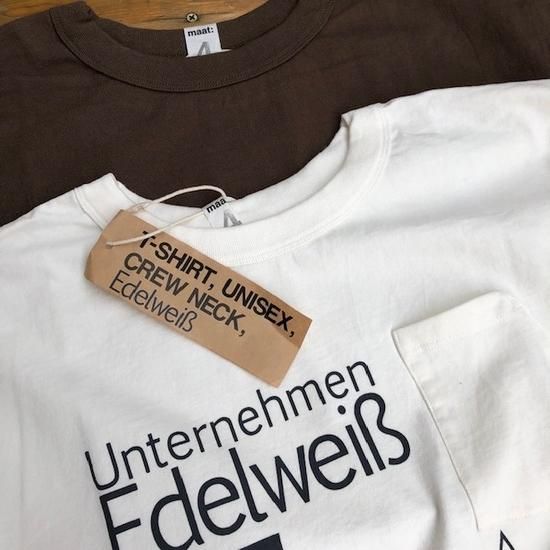 maat:
4
maat:
4
T-SHIRT, UNISEX,
CREW NECK,
Edelweiß
Unternehmen
Edelweiß